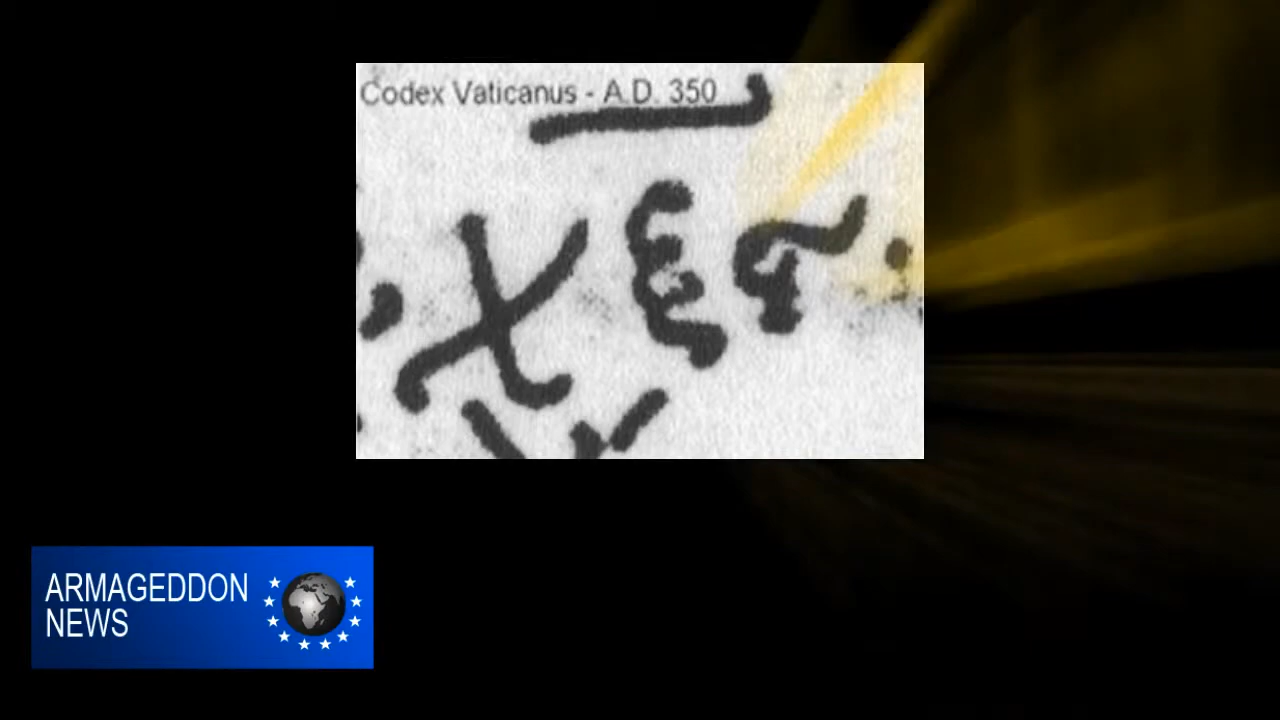 Codex Vaticanus - A.D. 350
· χξϛ ·
ARMAGEDDON
NEWS